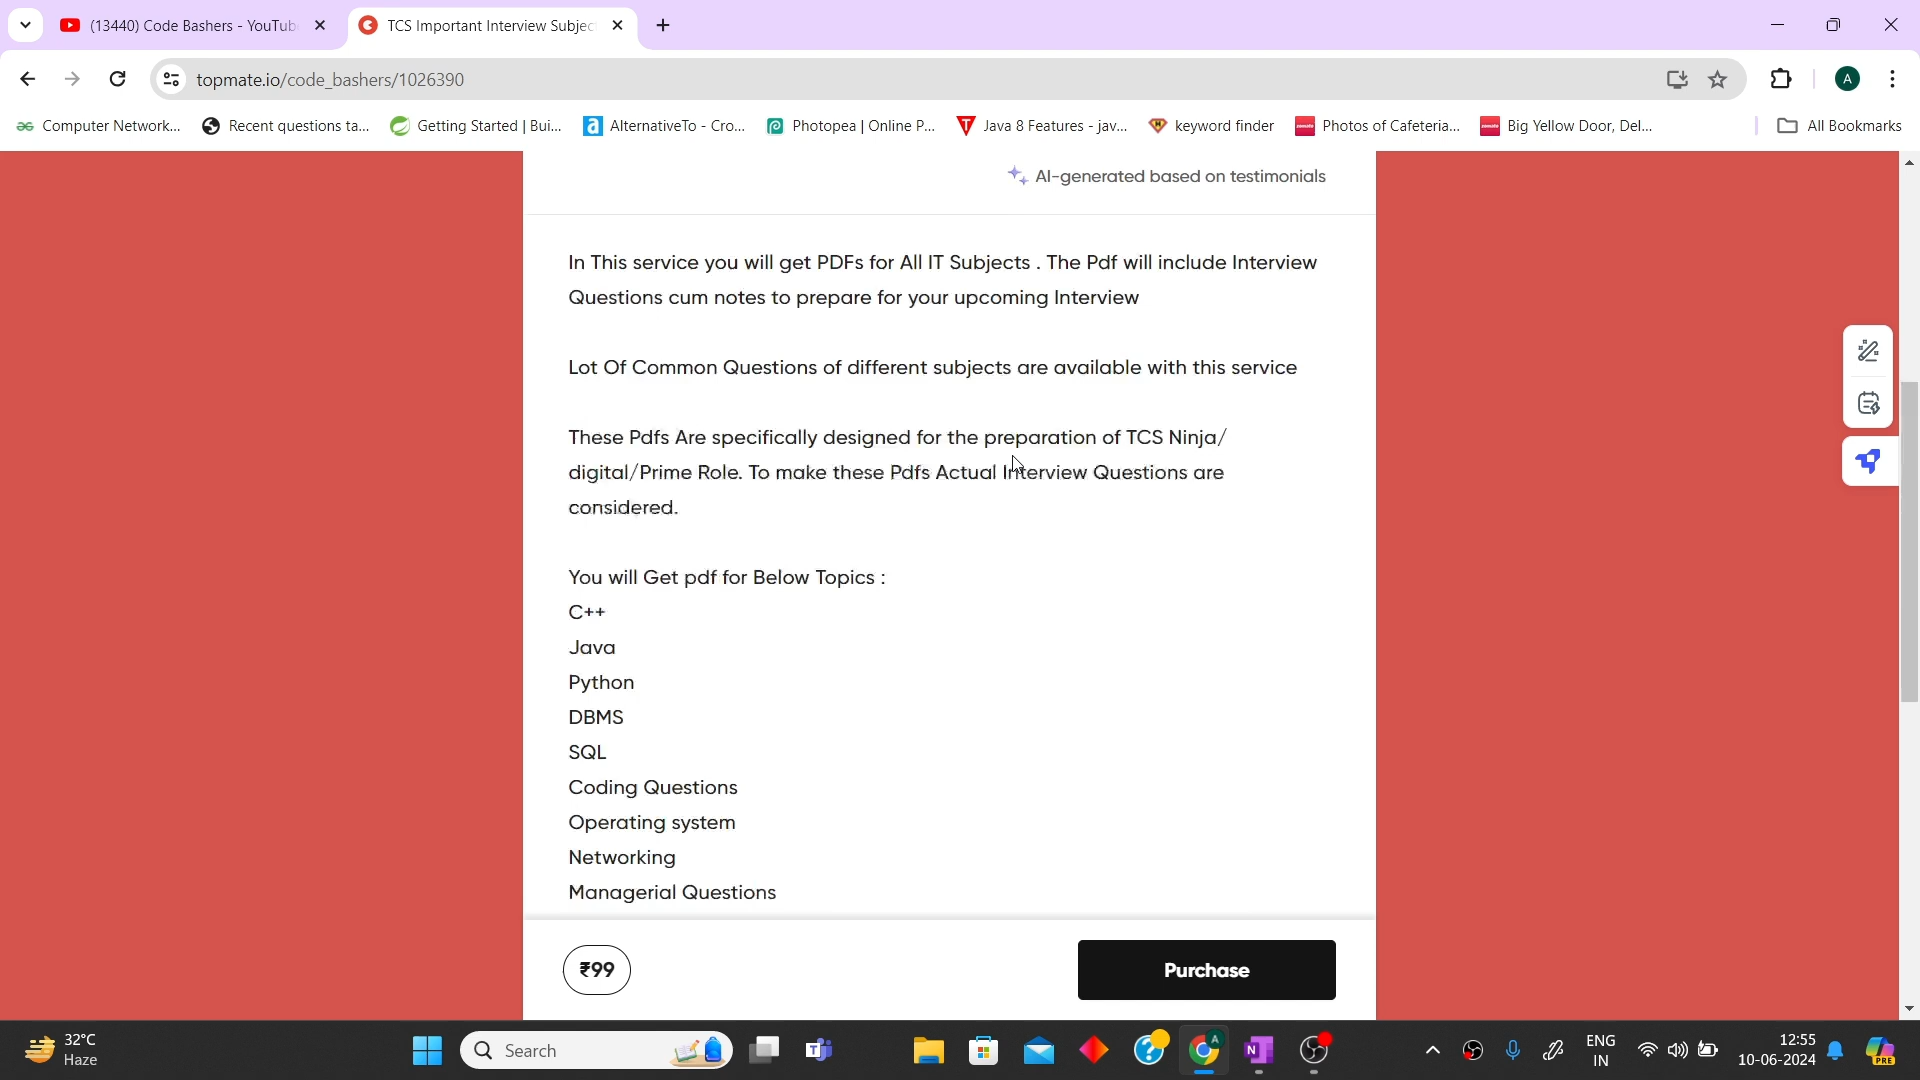 (13440) Code Bashers - YouTub
TCS Important Interview Subjec
topmate.io/code_bashers/1026390
A
Computer Network...
Recent questions ta...
Getting Started | Bui...
AlternativeTo - Cro...
Photopea | Online P...
Java 8 Features - jav...
keyword finder
Photos of Cafeteria...
Big Yellow Door, Del...
All Bookmarks
AI-generated based on testimonials
In This service you will get PDFs for All IT Subjects . The Pdf will include Interview
Questions cum notes to prepare for your upcoming Interview
Lot Of Common Questions of different subjects are available with this service
These Pdfs Are specifically designed for the preparation of TCS Ninja/
digital/Prime Role. To make these Pdfs Actual Interview Questions are
considered.
You will Get pdf for Below Topics :
C++
Java
Python
DBMS
SQL
Coding Questions
Operating system
Networking
Managerial Questions
₹99
Purchase
32°C
Haze
Search
ENG
IN
12:55
10-06-2024
PRE